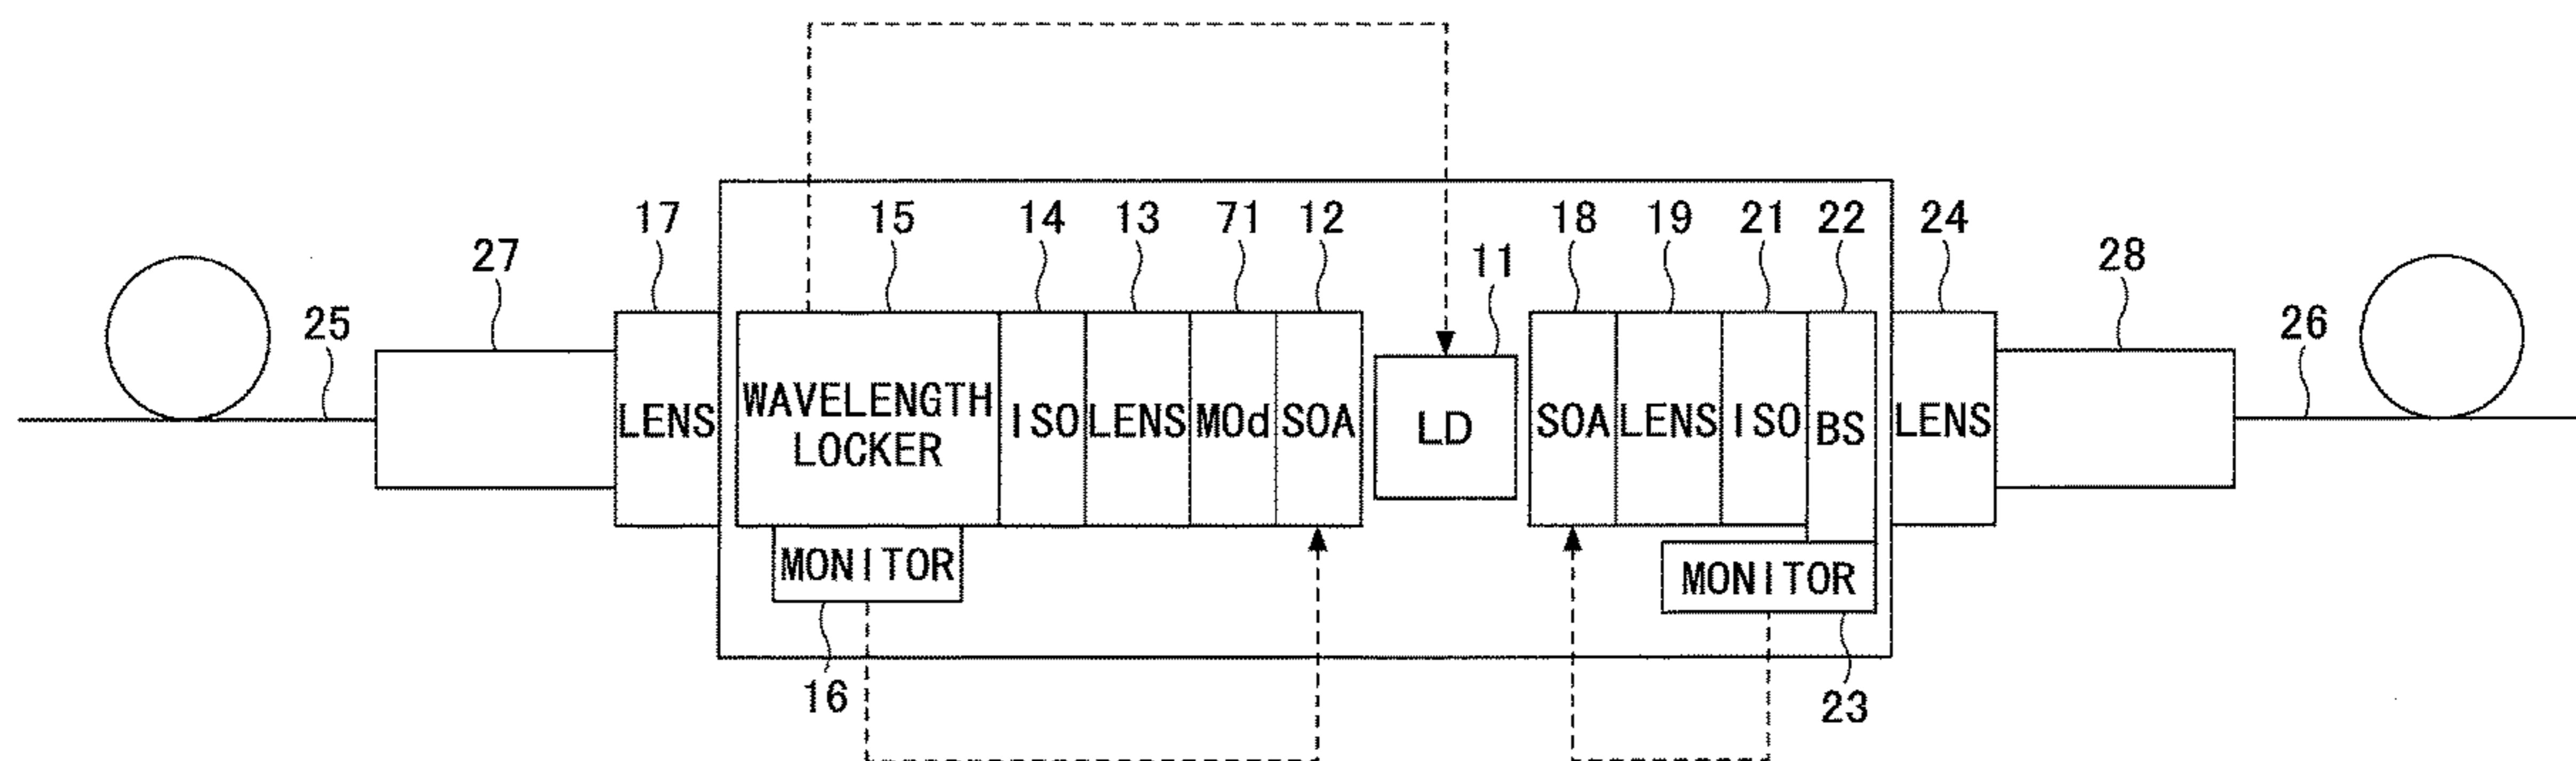 17 15 14 13 71 12 18 19 21 22 24
27 11 28
25 26
LENS WAVELENGTH LOCKER ISO LENS MOd SOA LD SOA LENS ISO BS LENS
MONITOR MONITOR
16 23